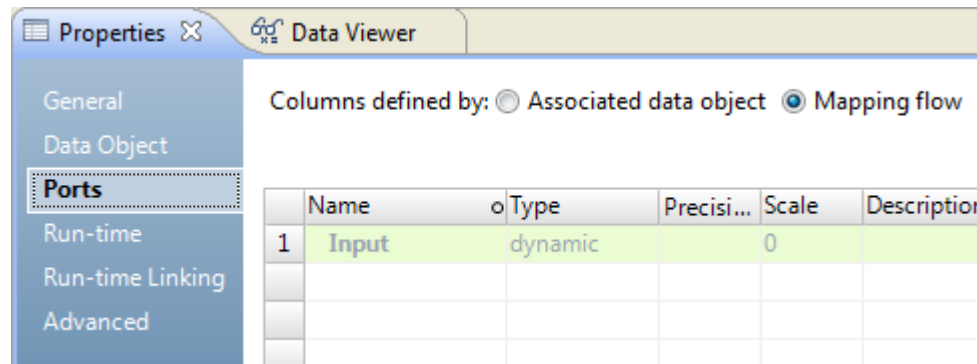 Properties Data Viewer
General
Data Object
Ports
Run-time
Run-time Linking
Advanced
Columns defined by: Associated data object Mapping flow
Name Type Precisi... Scale Description
1 Input dynamic 0